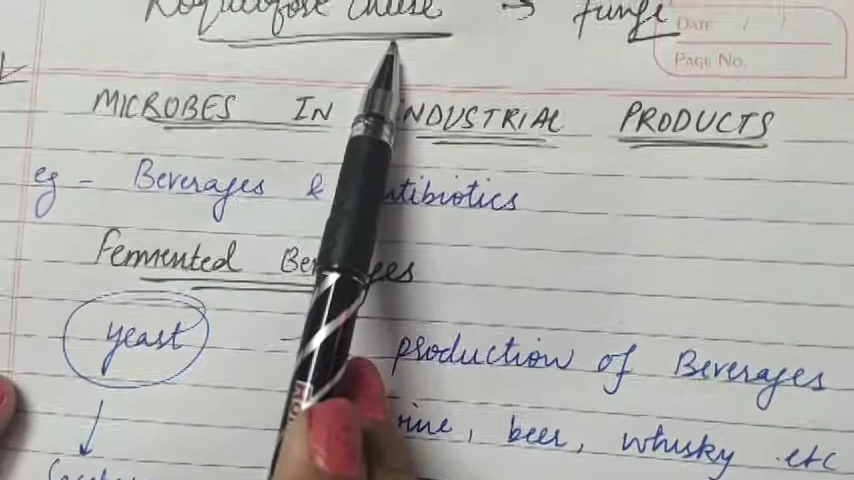 Roquefort Cheese → fungi
Date / /
Page No.
MICROBES IN INDUSTRIAL PRODUCTS
eg - Beverages & Antibiotics
Fermented Beverages
yeast - production of Beverages
beer, whisky etc